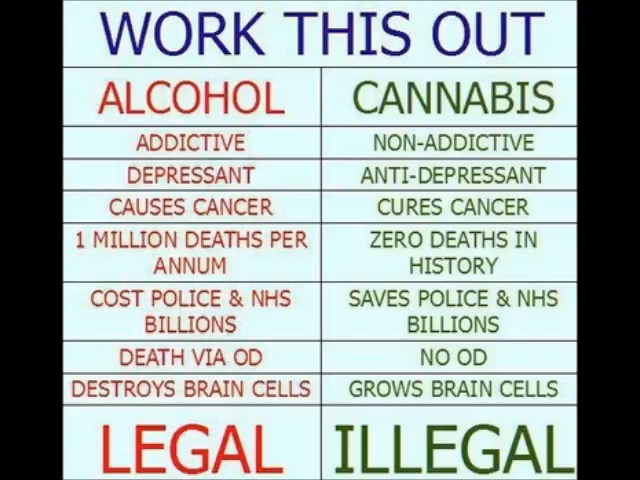 WORK THIS OUT
ALCOHOL CANNABIS
ADDICTIVE NON-ADDICTIVE
DEPRESSANT ANTI-DEPRESSANT
CAUSES CANCER CURES CANCER
1 MILLION DEATHS PER ZERO DEATHS IN
ANNUM HISTORY
COST POLICE & NHS SAVES POLICE & NHS
BILLIONS BILLIONS
DEATH VIA OD NO OD
DESTROYS BRAIN CELLS GROWS BRAIN CELLS
LEGAL ILLEGAL